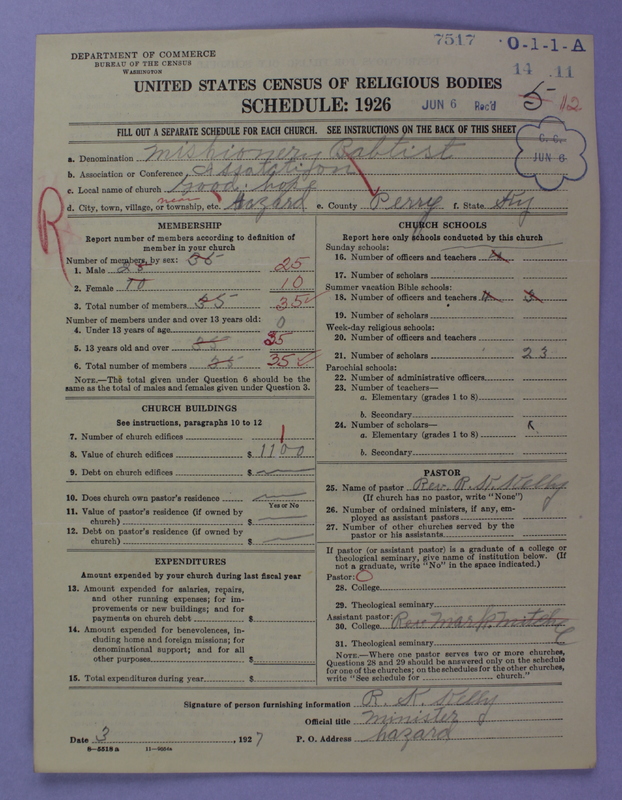 7517 O-1-1-A
DEPARTMENT OF COMMERCE
BUREAU OF THE CENSUS
WASHINGTON
14 11
UNITED STATES CENSUS OF RELIGIOUS BODIES
SCHEDULE: 1926
JUN 6 Rec'd 5 112
FILL OUT A SEPARATE SCHEDULE FOR EACH CHURCH. SEE INSTRUCTIONS ON THE BACK OF THIS SHEET
C. C.
JUN 6
a. Denomination Mishionery Babtist
b. Association or Conference
c. Local name of church Good hope
d. City, town, village, or township, etc. near Hazard e. County Perry f. State Ky
R
MEMBERSHIP
Report number of members according to definition of member in your church
Number of members, by sex: 35
1. Male 25 25
2. Female 10 10
3. Total number of members 35 35
Number of members under and over 13 years old:
4. Under 13 years of age 0
5. 13 years old and over 35 35
6. Total number of members 35 35
NOTE.—The total given under Question 6 should be the same as the total of males and females given under Question 3.
CHURCH BUILDINGS
See instructions, paragraphs 10 to 12
7. Number of church edifices 1
8. Value of church edifices $ 1100
9. Debt on church edifices $
10. Does church own pastor's residence
Yes or No
11. Value of pastor's residence (if owned by church) $
12. Debt on pastor's residence (if owned by church) $
EXPENDITURES
Amount expended by your church during last fiscal year
13. Amount expended for salaries, repairs, and other running expenses; for improvements or new buildings; and for payments on church debt $
14. Amount expended for benevolences, including home and foreign missions; for denominational support; and for all other purposes $
15. Total expenditures during year $
CHURCH SCHOOLS
Report here only schools conducted by this church
Sunday schools:
16. Number of officers and teachers 4
17. Number of scholars
Summer vacation Bible schools:
18. Number of officers and teachers 4 3
19. Number of scholars
Week-day religious schools:
20. Number of officers and teachers
21. Number of scholars 23
Parochial schools:
22. Number of administrative officers
23. Number of teachers—
a. Elementary (grades 1 to 8)
b. Secondary
24. Number of scholars—
a. Elementary (grades 1 to 8)
b. Secondary
PASTOR
25. Name of pastor Rev. R. K. Kelly
(If church has no pastor, write "None")
26. Number of ordained ministers, if any, employed as assistant pastors
27. Number of other churches served by the pastor or his assistants
If pastor (or assistant pastor) is a graduate of a college or theological seminary, give name of institution below. (If not a graduate, write "No" in the space indicated.)
Pastor: O
28. College
29. Theological seminary
Assistant pastor:
30. College Rev
31. Theological seminary
NOTE.—Where one pastor serves two or more churches, Questions 28 and 29 should be answered only on the schedule for one of the churches; on the schedules for the other churches, write "See schedule for church."
Signature of person furnishing information R. K. Kelly
Official title minister
Date 3, 1927 P. O. Address hazard
8—5518 a 11—9504a